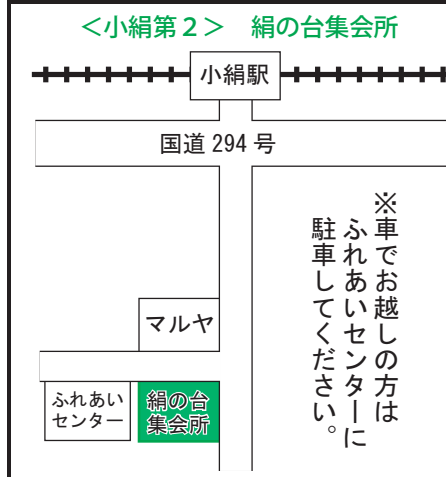 ＜小絹第２＞　絹の台集会所
小絹駅
国道 294 号
※車でお越しの方は
ふれあいセンターに
駐車してください。
マルヤ
ふれあい
センター
絹の台
集会所